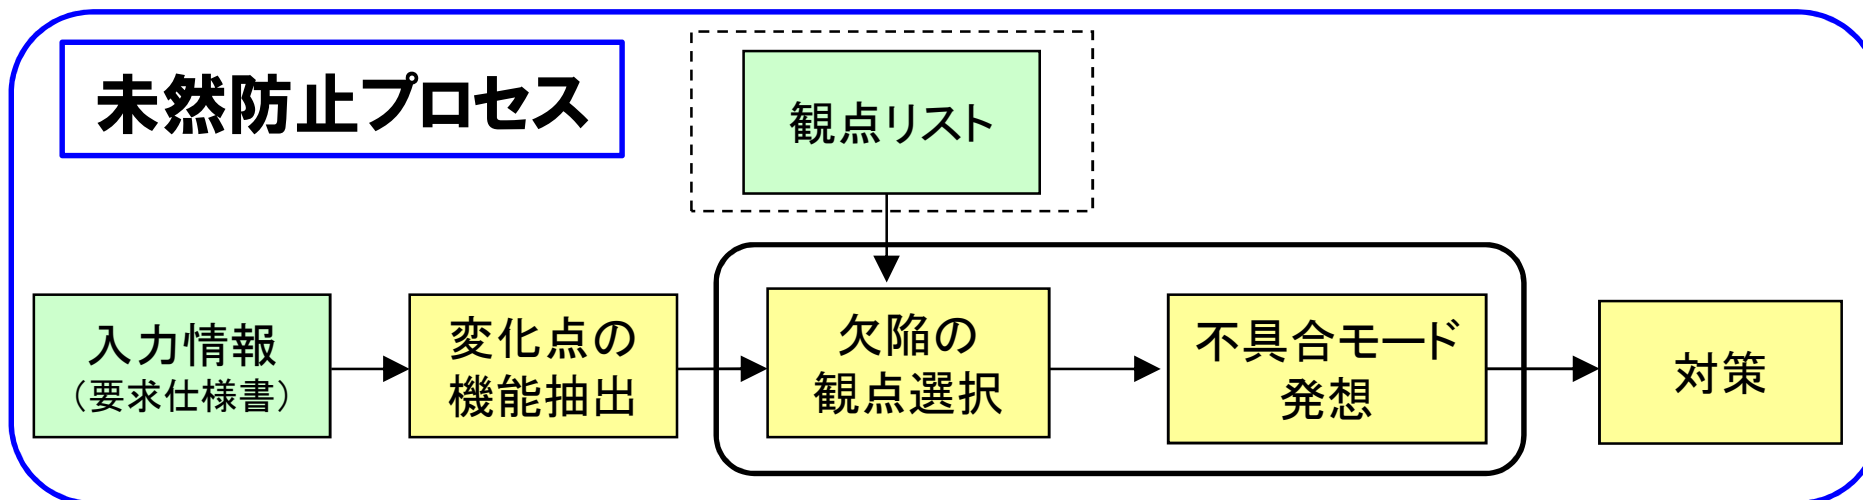 未然防止プロセス
観点リスト
入力情報
（要求仕様書）
変化点の
機能抽出
欠陥の
観点選択
不具合モード
発想
対策